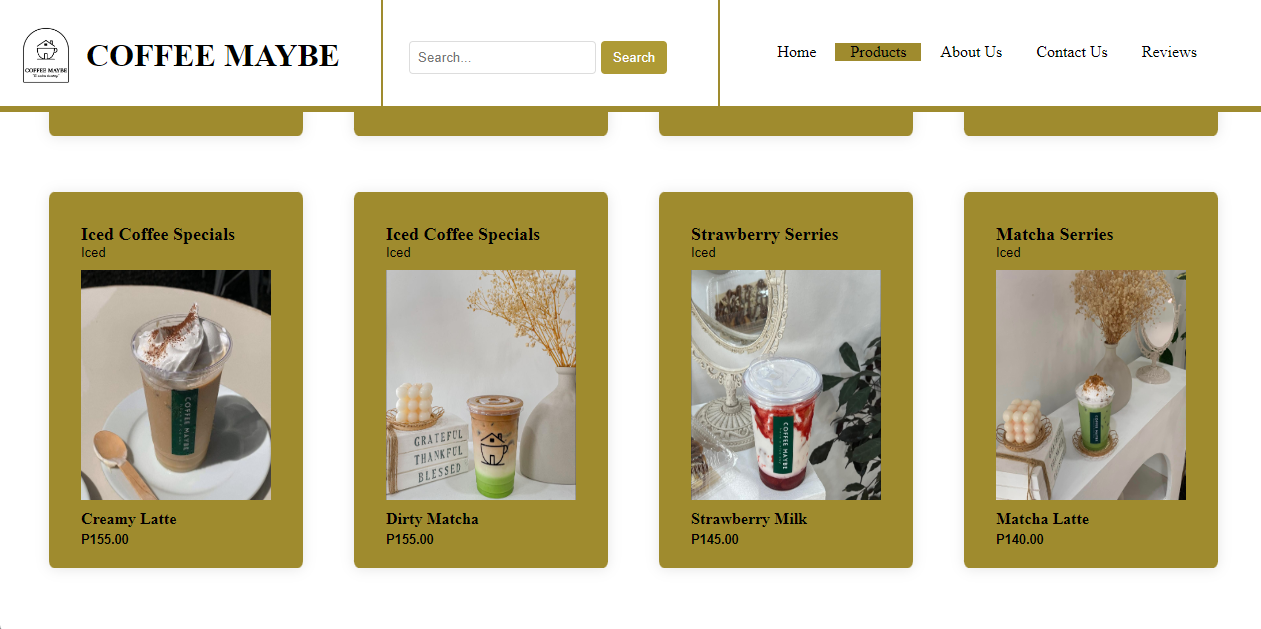 COFFEE MAYBE
COFFEE MAYBE
Search...
Search
Home
Products
About Us
Contact Us
Reviews
Iced Coffee Specials
Iced
COFFEE MAYBE
Creamy Latte
P155.00
Iced Coffee Specials
Iced
GRATEFUL
THANKFUL
BLESSED
Dirty Matcha
P155.00
Strawberry Serries
Iced
COFFEE MAYBE
Strawberry Milk
P145.00
Matcha Serries
Iced
Matcha Latte
P140.00